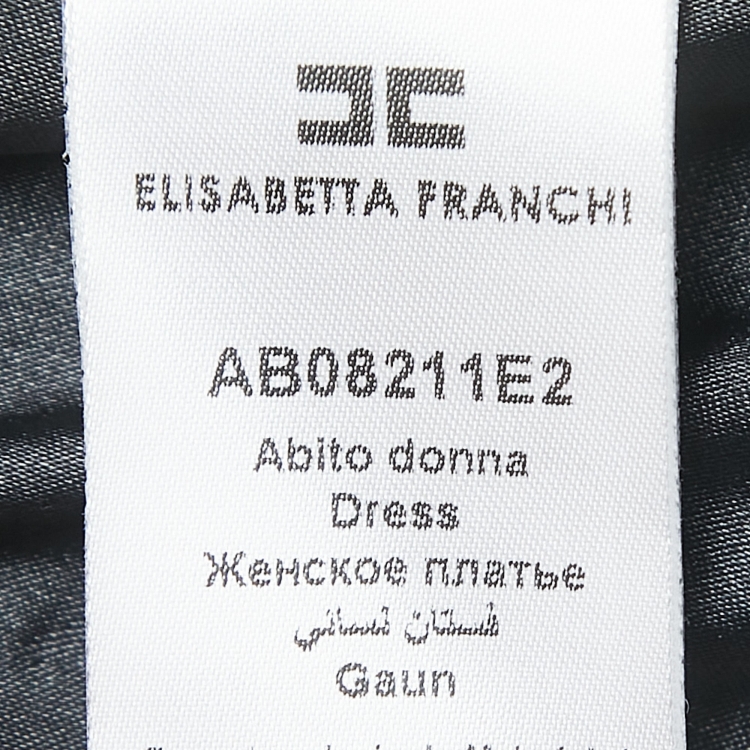 ELISABETTA FRANCHI
AB08211E2
Abito donna
Dress
Женское платье
فستان نسائي
Gaun